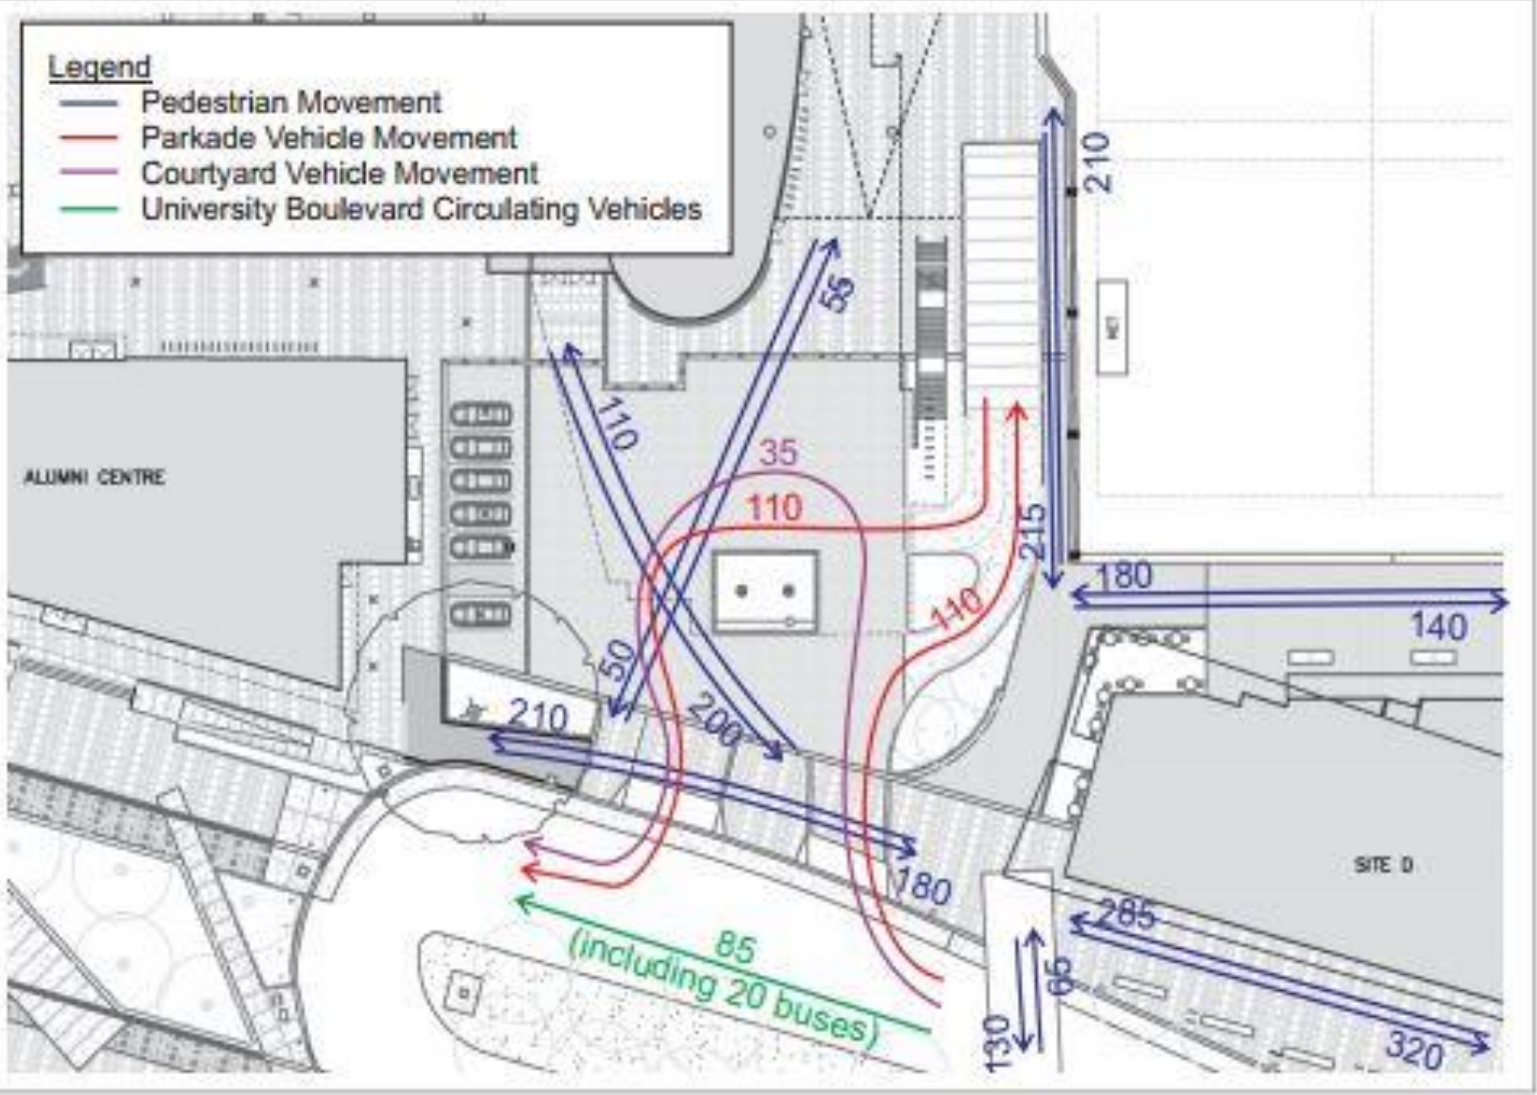 Legend
Pedestrian Movement
Parkade Vehicle Movement
Courtyard Vehicle Movement
University Boulevard Circulating Vehicles
210
55
110
35
110
ALUMNI CENTRE
215
180
140
110
50
200
210
180
SITE D
285
85
(including 20 buses)
65
130
320